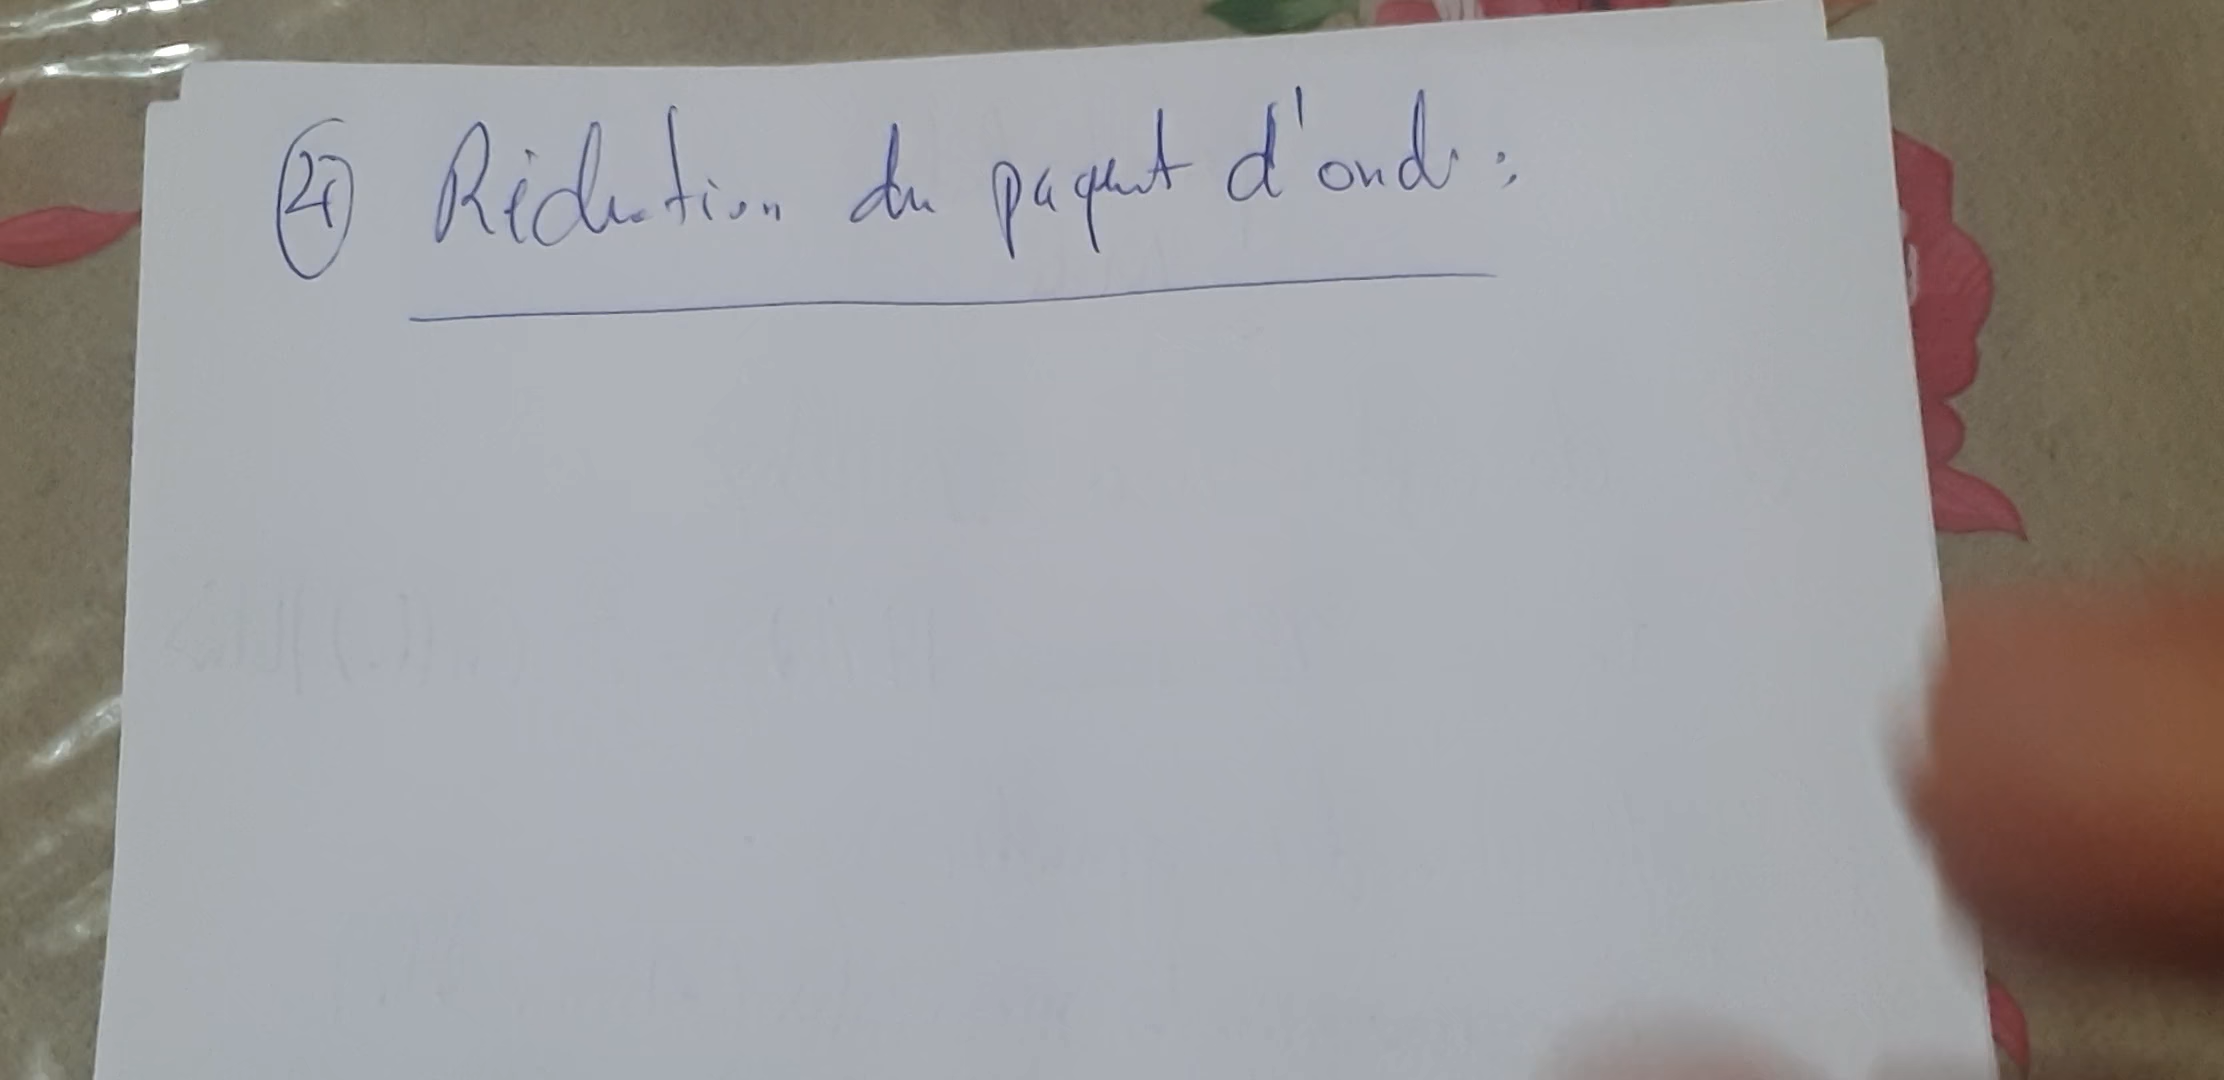 ④ Réduction du paquet d'onde :